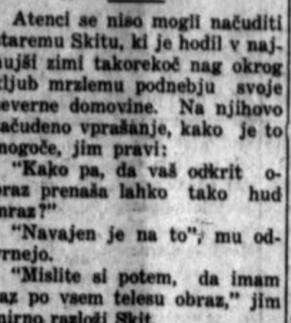 Atenci se niso mogli načuditi
staremu Skitu, ki je hodil v naj-
hujši zimi takorekoč nag okrog
kljub mrzlemu podnebju svoje
severne domovine. Na njihovo
začudeno vprašanje, kako je to
mogoče, jim pravi:
"Kako pa, da vaš odkrit o-
braz prenaša lahko tako hud
mraz?"
"Navajen je na to", mu od-
vrnejo.
"Mislite si potem, da imam
jaz po vsem telesu obraz," jim
mirno razloži Skit.